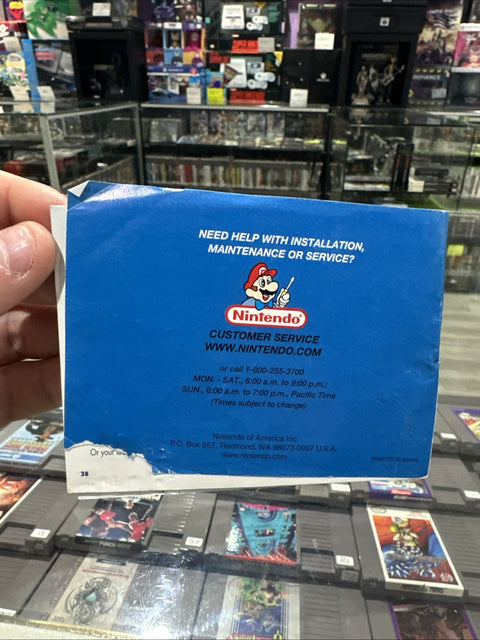 NEED HELP WITH INSTALLATION,
MAINTENANCE OR SERVICE?
Nintendo®
CUSTOMER SERVICE
WWW.NINTENDO.COM
or call 1-800-255-3700
MON. - SAT., 6:00 a.m. to 9:00 p.m.;
SUN., 6:00 a.m. to 7:00 p.m., Pacific Time
(Times subject to change)
Nintendo of America Inc.
P.O. Box 957, Redmond, WA 98073-0957 U.S.A.
www.nintendo.com
PRINTED IN JAPAN
Or your
38